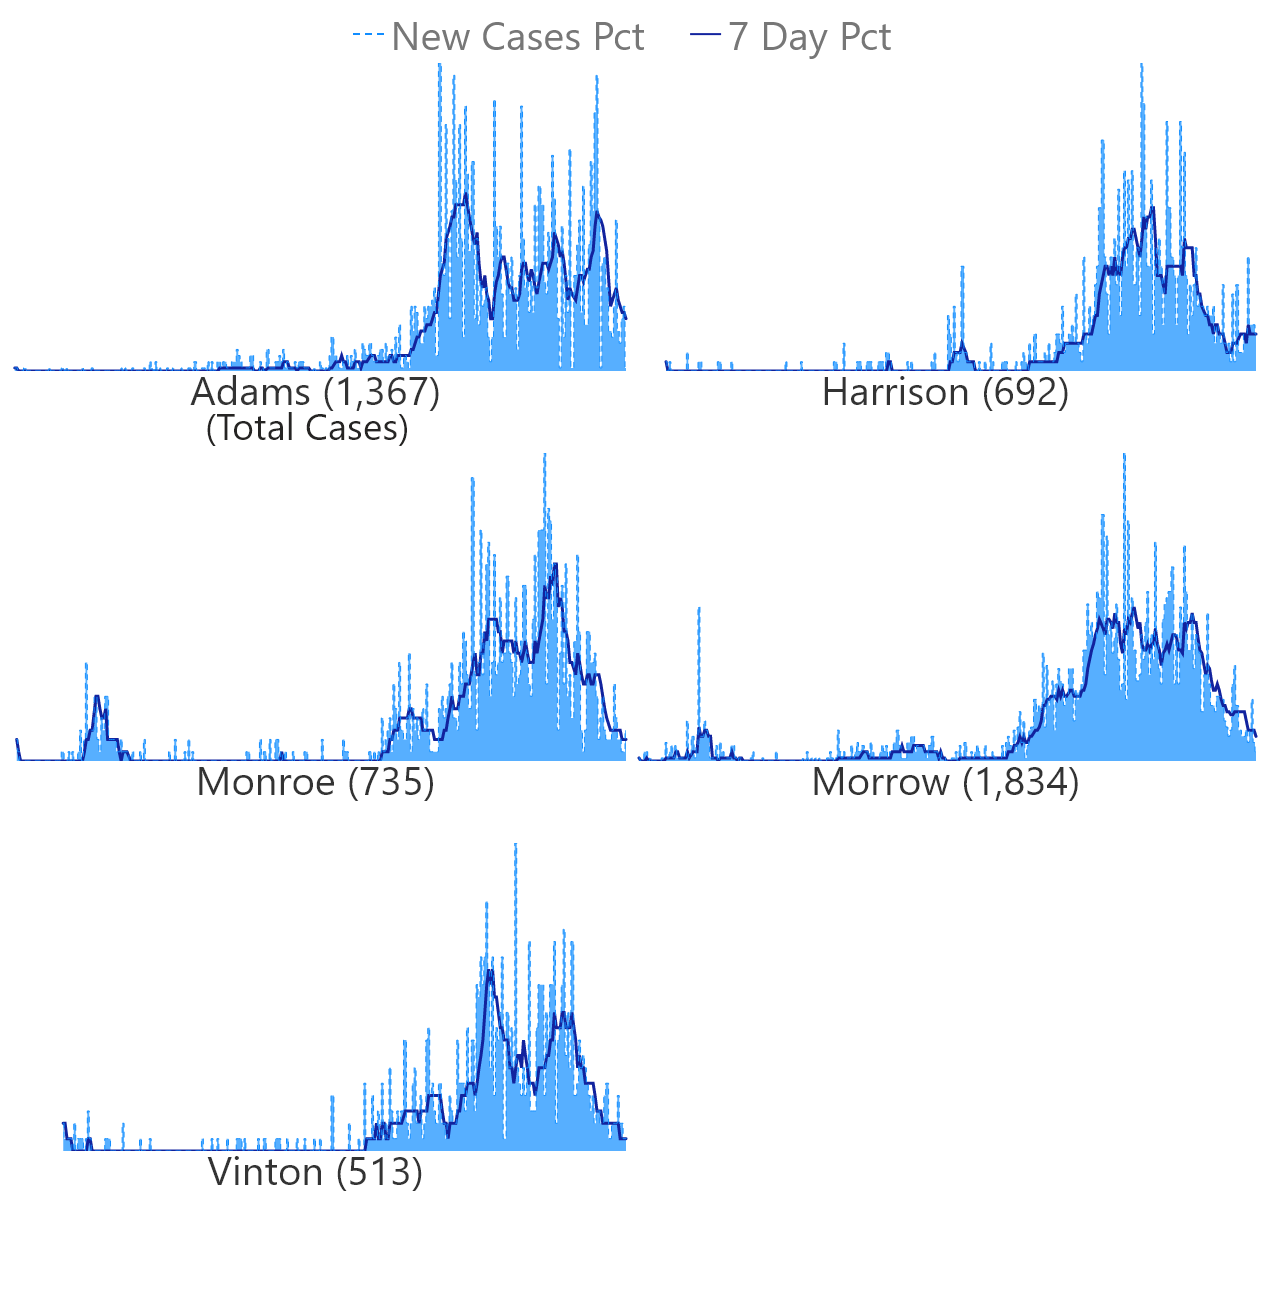 New Cases Pct 7 Day Pct
Adams (1,367) Harrison (692)
(Total Cases)
Monroe (735) Morrow (1,834)
Vinton (513)